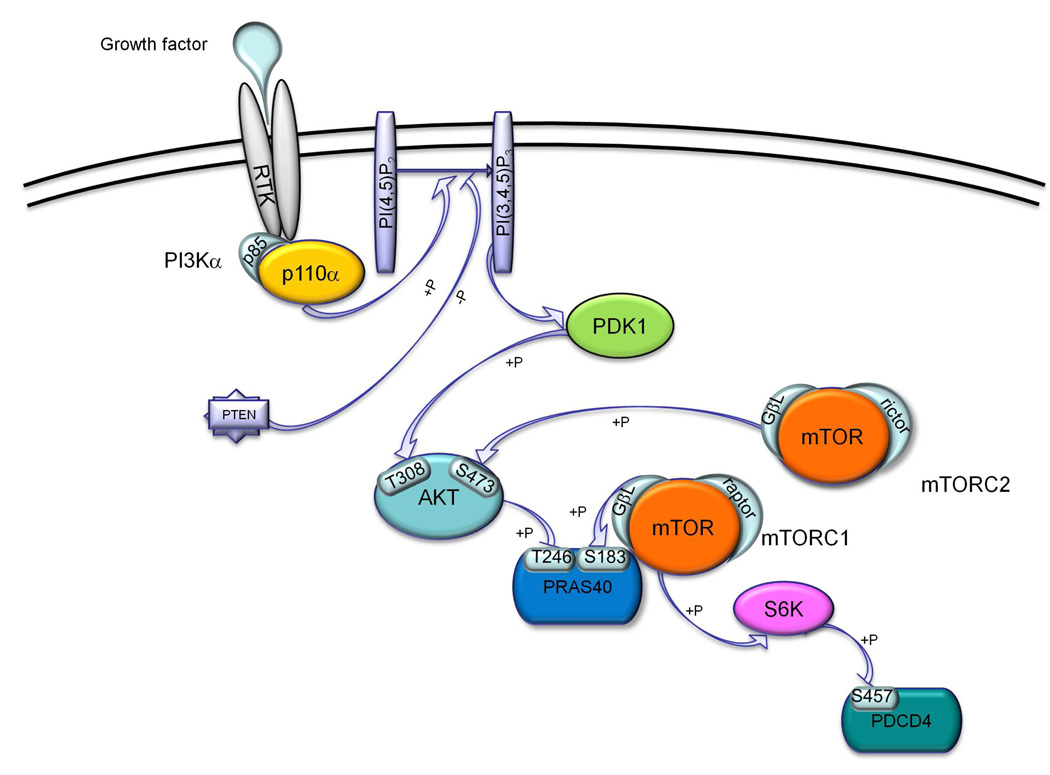 Growth factor
RTK
PI(4,5)P2
PI(3,4,5)P3
p85
PI3Kα
p110α
+P
-P
PDK1
+P
PTEN
GβL
rictor
mTOR
+P
mTORC2
T308
S473
AKT
GβL
raptor
+P
mTOR
+P
mTORC1
T246
S183
PRAS40
S6K
+P
+P
S457
PDCD4